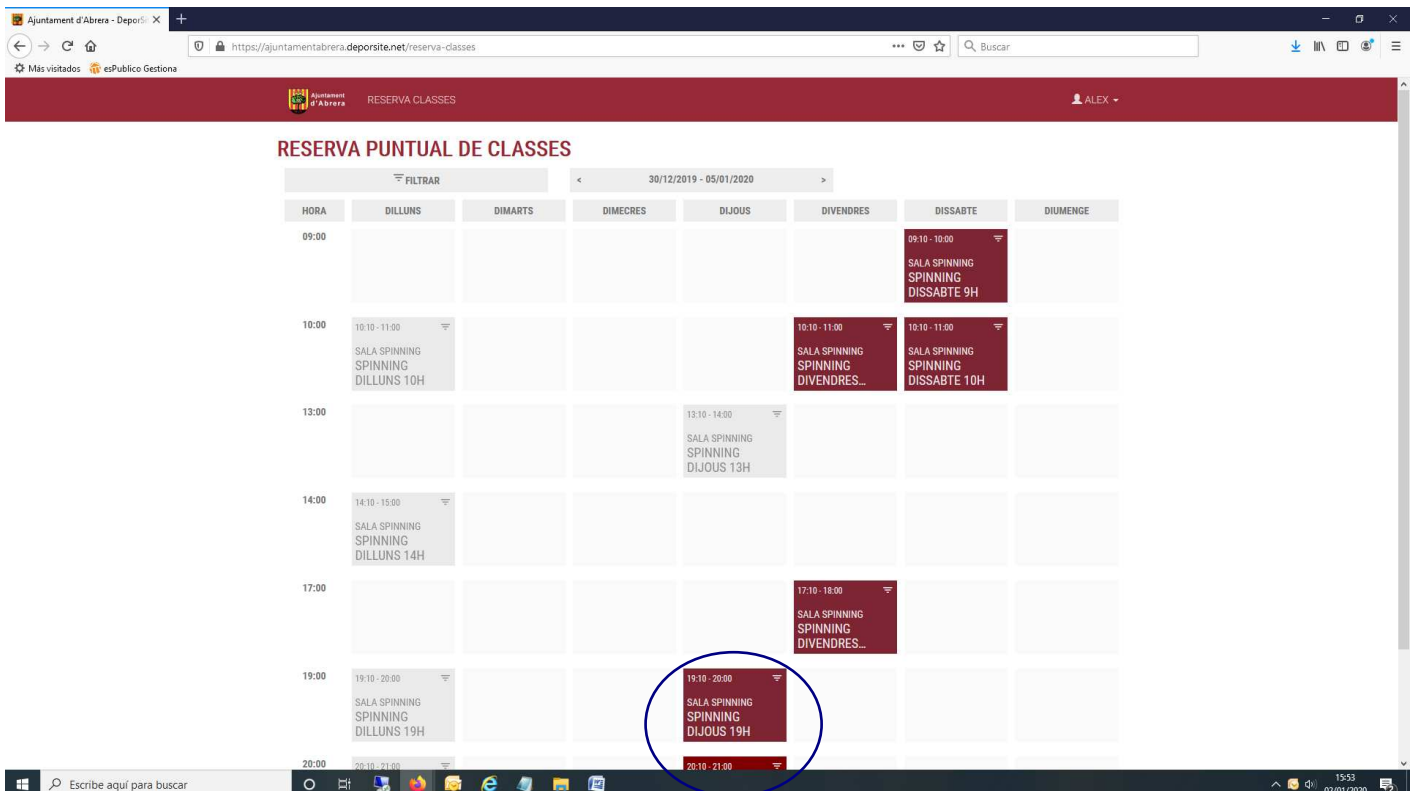 Ajuntament d'Abrera - DeporSi
https://ajuntamentabrera.deporsite.net/reserva-classes
Buscar
Más visitados
esPublico Gestiona
Ajuntament
d'Abrera
RESERVA CLASSES
ALEX
RESERVA PUNTUAL DE CLASSES
FILTRAR
< 30/12/2019 - 05/01/2020 >
HORA DILLUNS DIMARTS DIMECRES DIJOUS DIVENDRES DISSABTE DIUMENGE
09:00
09:10 - 10:00
SALA SPINNING
SPINNING
DISSABTE 9H
10:00
10:10 - 11:00
SALA SPINNING
SPINNING
DILLUNS 10H
10:10 - 11:00
SALA SPINNING
SPINNING
DIVENDRES...
10:10 - 11:00
SALA SPINNING
SPINNING
DISSABTE 10H
13:00
13:10 - 14:00
SALA SPINNING
SPINNING
DIJOUS 13H
14:00
14:10 - 15:00
SALA SPINNING
SPINNING
DILLUNS 14H
17:00
17:10 - 18:00
SALA SPINNING
SPINNING
DIVENDRES...
19:00
19:10 - 20:00
SALA SPINNING
SPINNING
DILLUNS 19H
19:10 - 20:00
SALA SPINNING
SPINNING
DIJOUS 19H
20:00
20:10 - 21:00
20:10 - 21:00
Escribe aquí para buscar
15:53